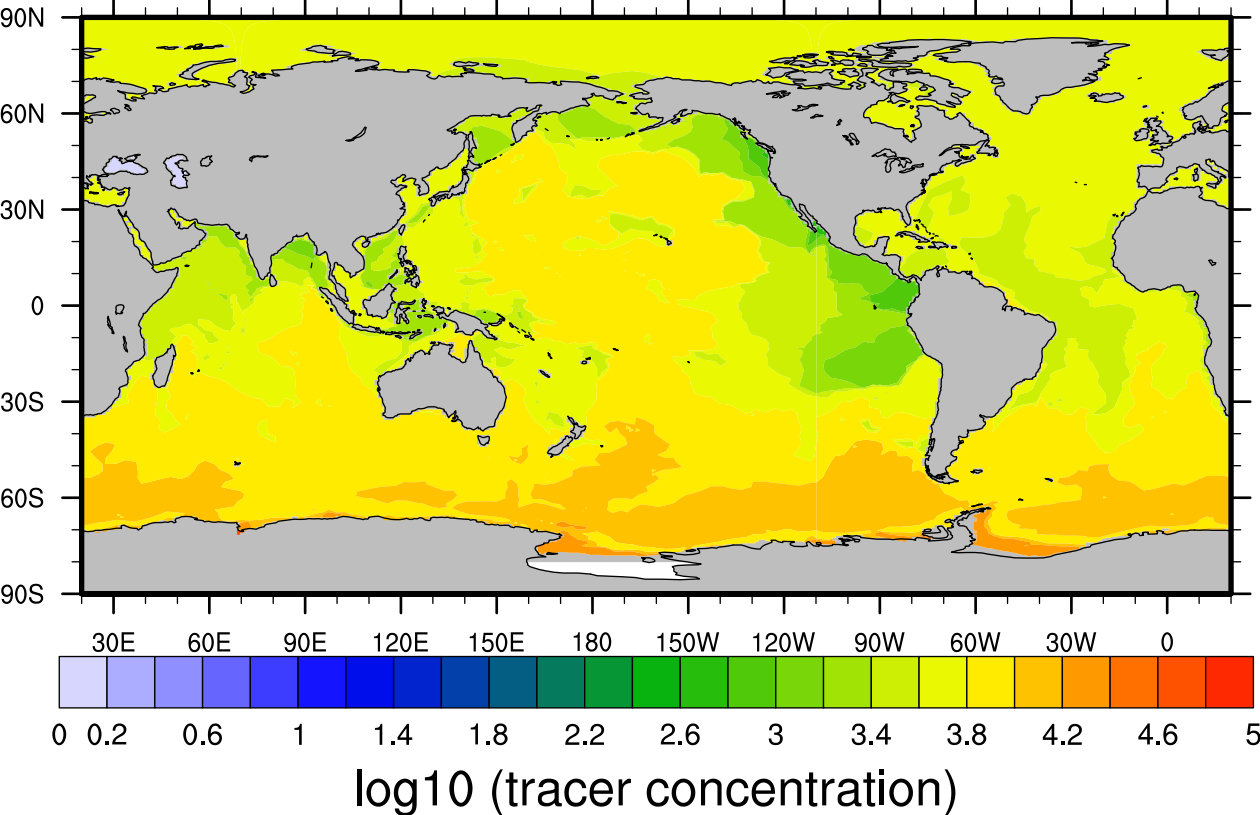 90N
60N
30N
0
30S
60S
90S
30E 60E 90E 120E 150E 180 150W 120W 90W 60W 30W 0
0 0.2 0.6 1 1.4 1.8 2.2 2.6 3 3.4 3.8 4.2 4.6 5
log10 (tracer concentration)